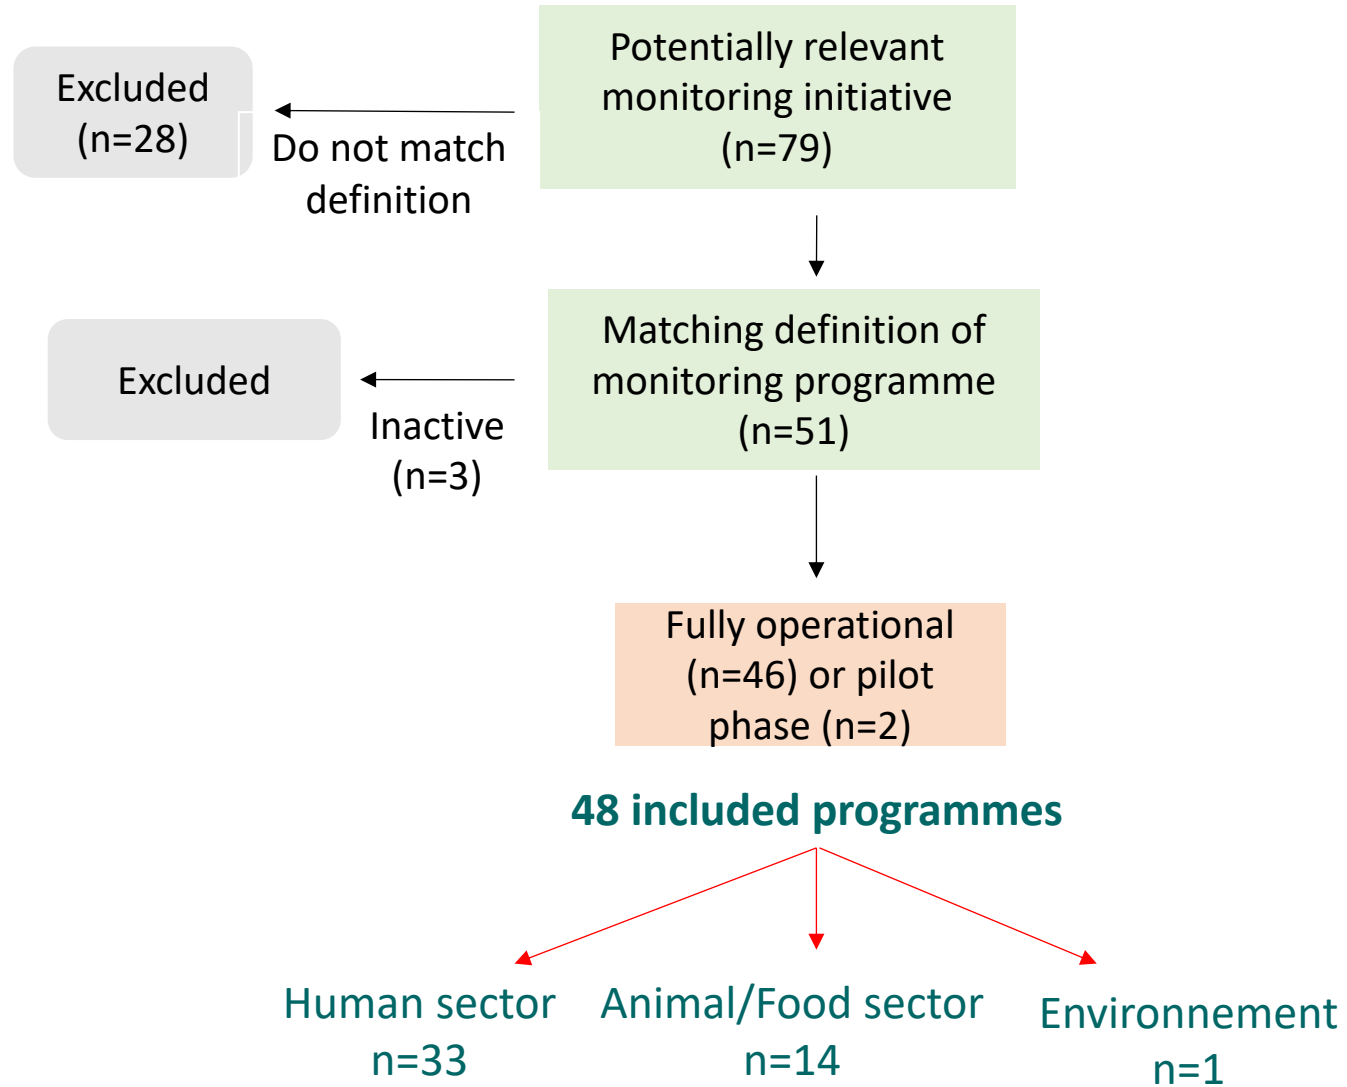 Potentially relevant
monitoring initiative
(n=79)
Excluded
(n=28)
Do not match
definition
Matching definition of
monitoring programme
(n=51)
Excluded
Inactive
(n=3)
Fully operational
(n=46) or pilot
phase (n=2)
48 included programmes
Human sector
n=33
Animal/Food sector
n=14
Environnement
n=1